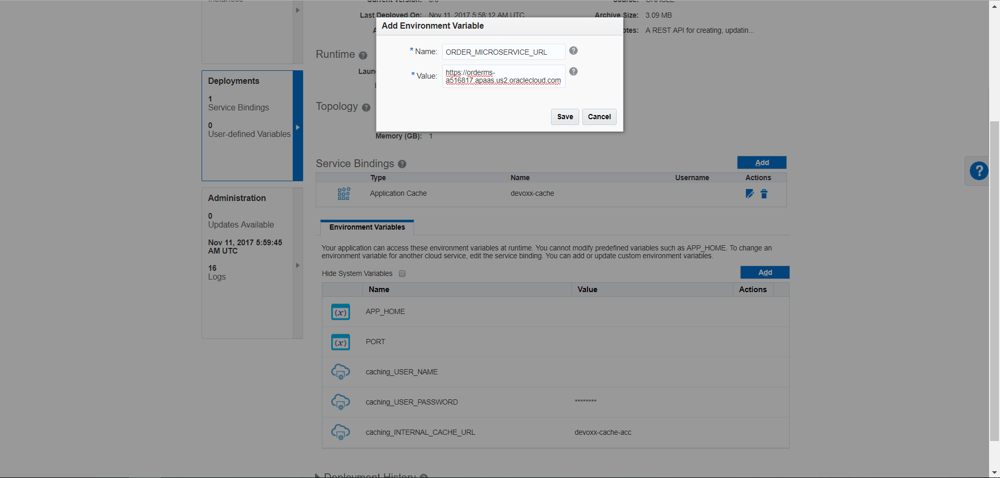 Last Deployed On: Nov 11, 2017 5:58:12 AM UTC
Archive Size: 3.09 MB
A REST API for creating, updatin...
Add Environment Variable
* Name: ORDER_MICROSERVICE_URL
* Value: https://orderms-
a516817.apaas.us2.oraclecloud.com
Save Cancel
Runtime ?
Topology ?
Memory (GB): 1
Deployments
1
Service Bindings
0
User-defined Variables
Administration
0
Updates Available
Nov 11, 2017 5:59:45
AM UTC
16
Logs
Service Bindings ?
Add
Type Name Username Actions
Application Cache devoxx-cache
Environment Variables
Your application can access these environment variables at runtime. You cannot modify predefined variables such as APP_HOME. To change an
environment variable for another cloud service, edit the service binding. You can add or update custom environment variables.
Hide System Variables
Add
Name Value Actions
(x) APP_HOME
(x) PORT
caching_USER_NAME
caching_USER_PASSWORD ********
caching_INTERNAL_CACHE_URL devoxx-cache-acc
Deployment History
?